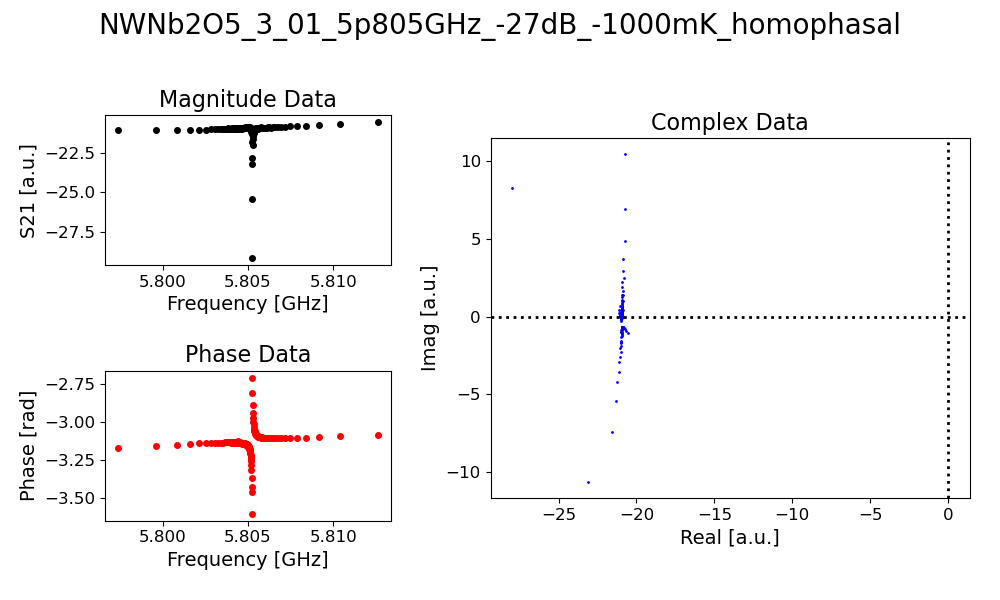 NWNb2O5_3_01_5p805GHz_-27dB_-1000mK_homophasal
Magnitude Data
S21 [a.u.]
−22.5
−25.0
−27.5
5.800
5.805
5.810
Frequency [GHz]
Phase Data
Phase [rad]
−2.75
−3.00
−3.25
−3.50
5.800
5.805
5.810
Frequency [GHz]
Complex Data
Imag [a.u.]
10
5
0
−5
−10
−25
−20
−15
−10
−5
0
Real [a.u.]